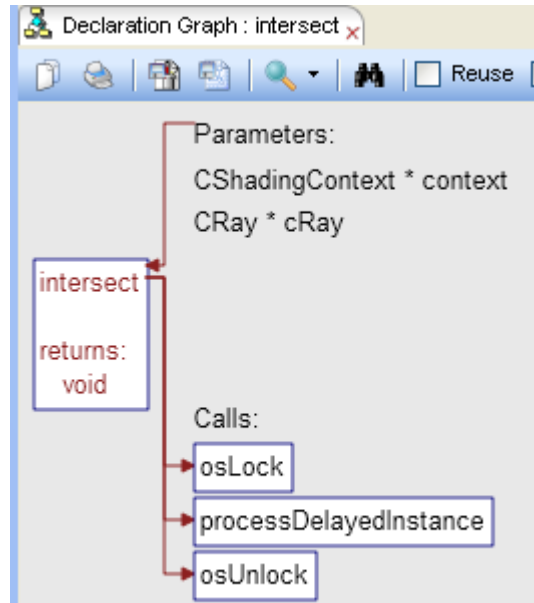 Declaration Graph : intersect
Reuse
Parameters:
CShadingContext * context
CRay * cRay
intersect
returns:
void
Calls:
osLock
processDelayedInstance
osUnlock